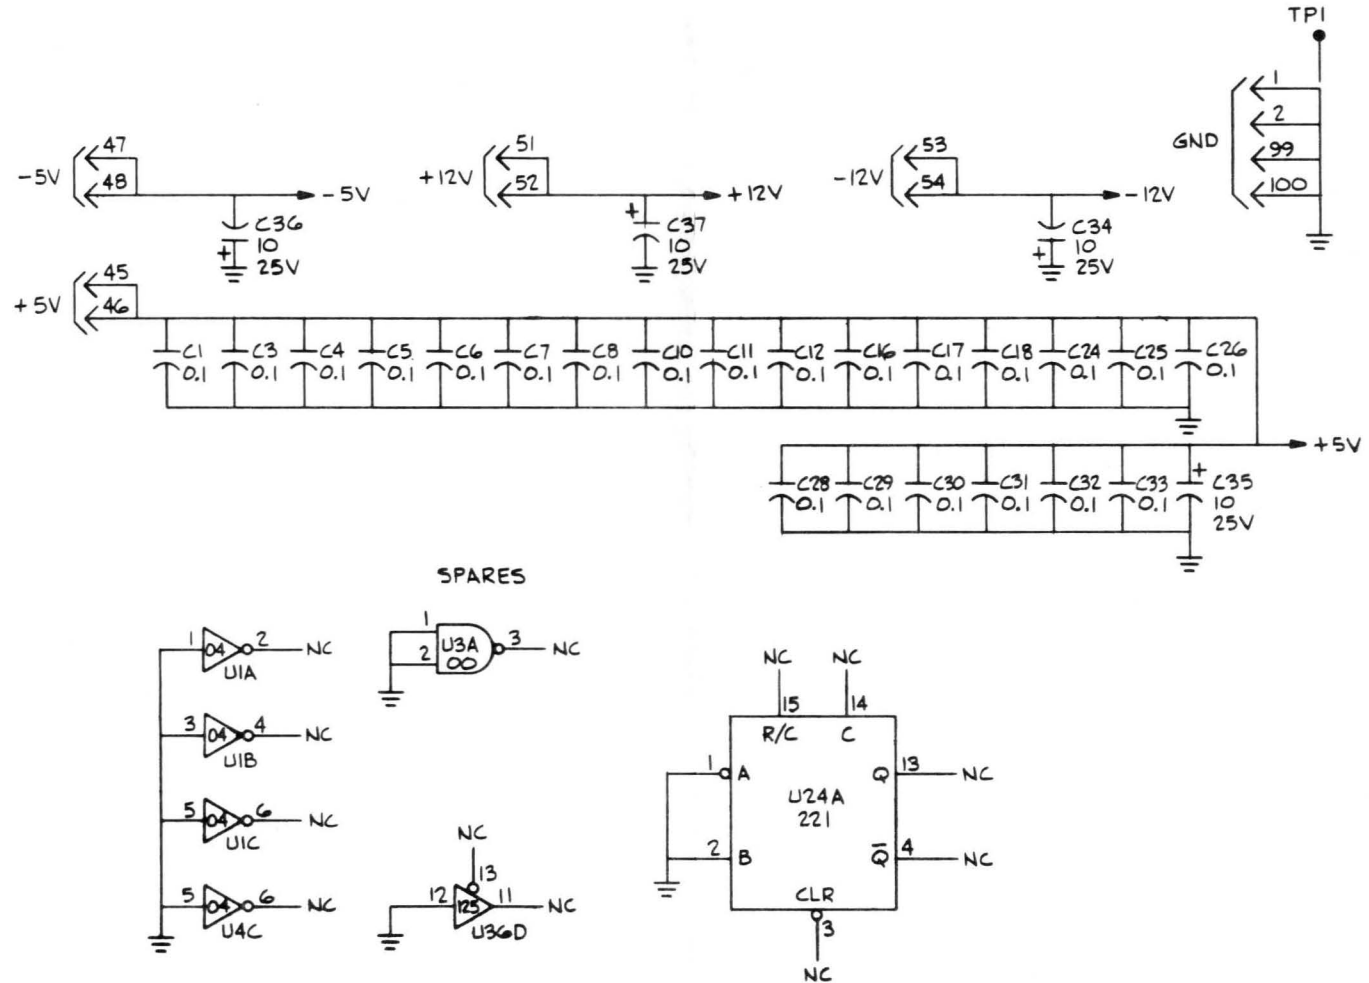 TP1
1
2
GND
99
100
47
-5V
48
-5V
C36
10
25V
+
51
+12V
52
+12V
+
C37
10
25V
53
-12V
54
-12V
C34
10
25V
+
45
+5V
46
C1
0.1
C3
0.1
C4
0.1
C5
0.1
C6
0.1
C7
0.1
C8
0.1
C10
0.1
C11
0.1
C12
0.1
C16
0.1
C17
0.1
C18
0.1
C24
0.1
C25
0.1
C26
0.1
+5V
C28
0.1
C29
0.1
C30
0.1
C31
0.1
C32
0.1
C33
0.1
+
C35
10
25V
SPARES
1 04 2 NC
U1A
3 04 4 NC
U1B
5 04 6 NC
U1C
5 04 6 NC
U4C
1
2
U3A
00
3 NC
NC
13
12 125 11 NC
U36D
NC NC
15 14
R/C C
1 A
Q 13 NC
U24A
221
2 B
Q̅ 4 NC
CLR
3
NC